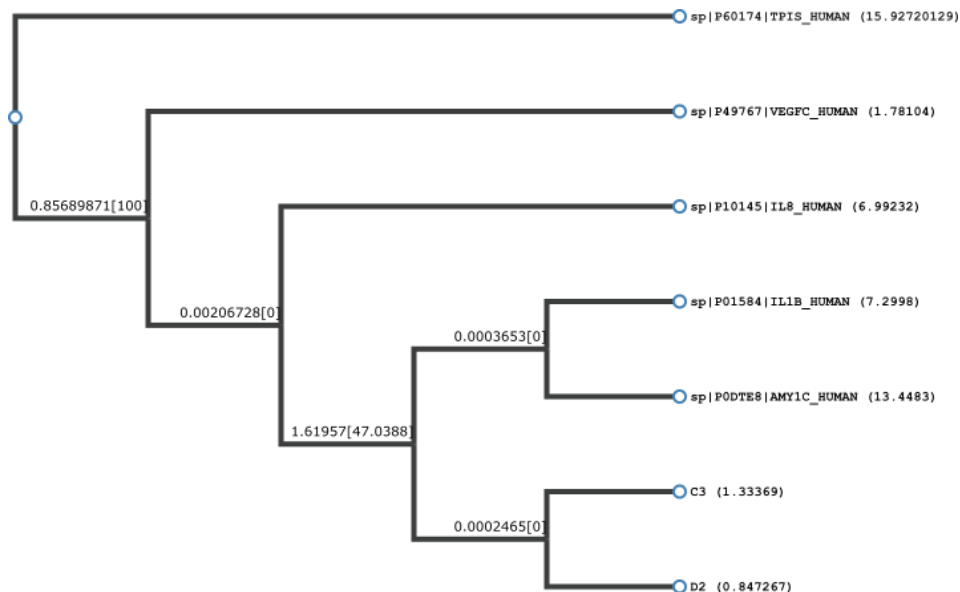 sp|P60174|TPIS_HUMAN (15.92720129)
sp|P49767|VEGFC_HUMAN (1.78104)
0.85689871[100]
sp|P10145|IL8_HUMAN (6.99232)
sp|P01584|IL1B_HUMAN (7.2998)
0.00206728[0]
0.0003653[0]
sp|P0DTE8|AMY1C_HUMAN (13.4483)
1.61957[47.0388]
C3 (1.33369)
0.0002465[0]
D2 (0.847267)